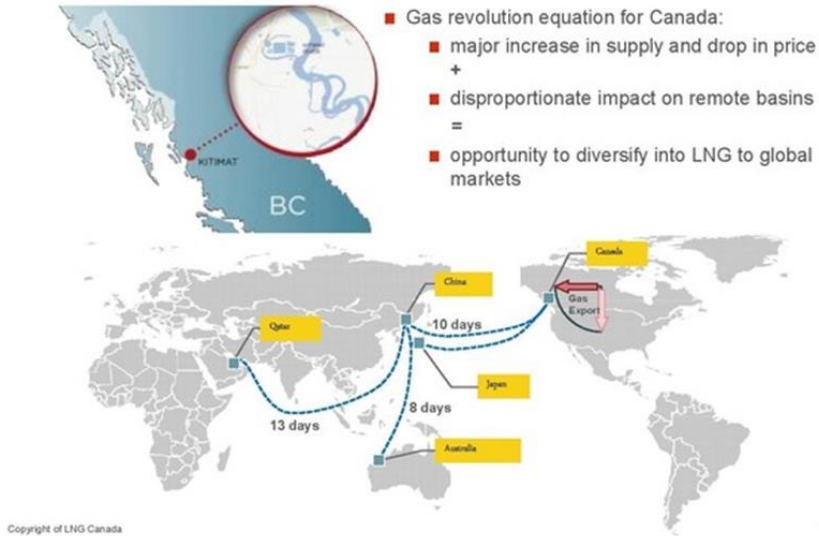 Gas revolution equation for Canada:
major increase in supply and drop in price
+
disproportionate impact on remote basins
=
opportunity to diversify into LNG to global
markets
KITIMAT
BC
Canada
China
Gas
Export
Qatar
10 days
Japan
8 days
13 days
Australia
Copyright of LNG Canada